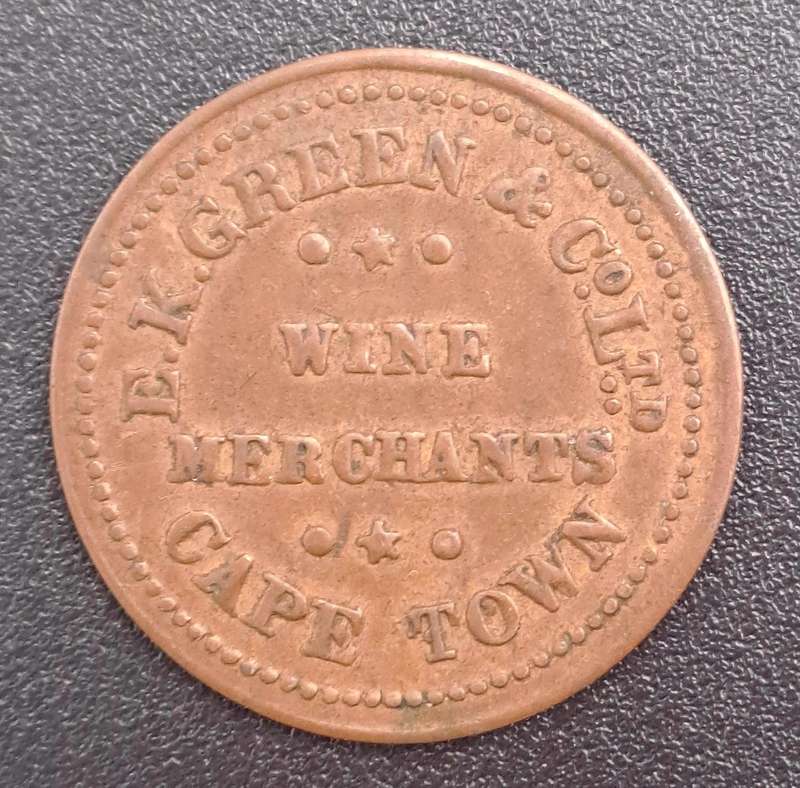 E.K. GREEN & Co. LTD
WINE
MERCHANTS
CAPE TOWN